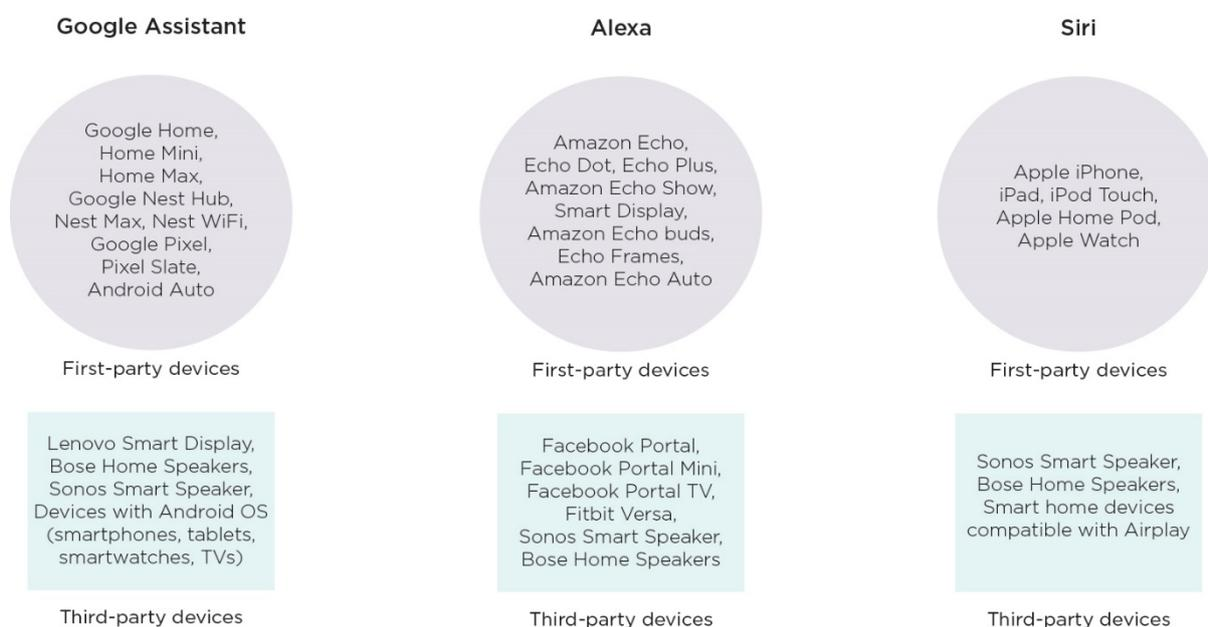 Google Assistant
Google Home,
Home Mini,
Home Max,
Google Nest Hub,
Nest Max, Nest WiFi,
Google Pixel,
Pixel Slate,
Android Auto
First-party devices
Lenovo Smart Display,
Bose Home Speakers,
Sonos Smart Speaker,
Devices with Android OS
(smartphones, tablets,
smartwatches, TVs)
Third-party devices
Alexa
Amazon Echo,
Echo Dot, Echo Plus,
Amazon Echo Show,
Smart Display,
Amazon Echo buds,
Echo Frames,
Amazon Echo Auto
First-party devices
Facebook Portal,
Facebook Portal Mini,
Facebook Portal TV,
Fitbit Versa,
Sonos Smart Speaker,
Bose Home Speakers
Third-party devices
Siri
Apple iPhone,
iPad, iPod Touch,
Apple Home Pod,
Apple Watch
First-party devices
Sonos Smart Speaker,
Bose Home Speakers,
Smart home devices
compatible with Airplay
Third-party devices